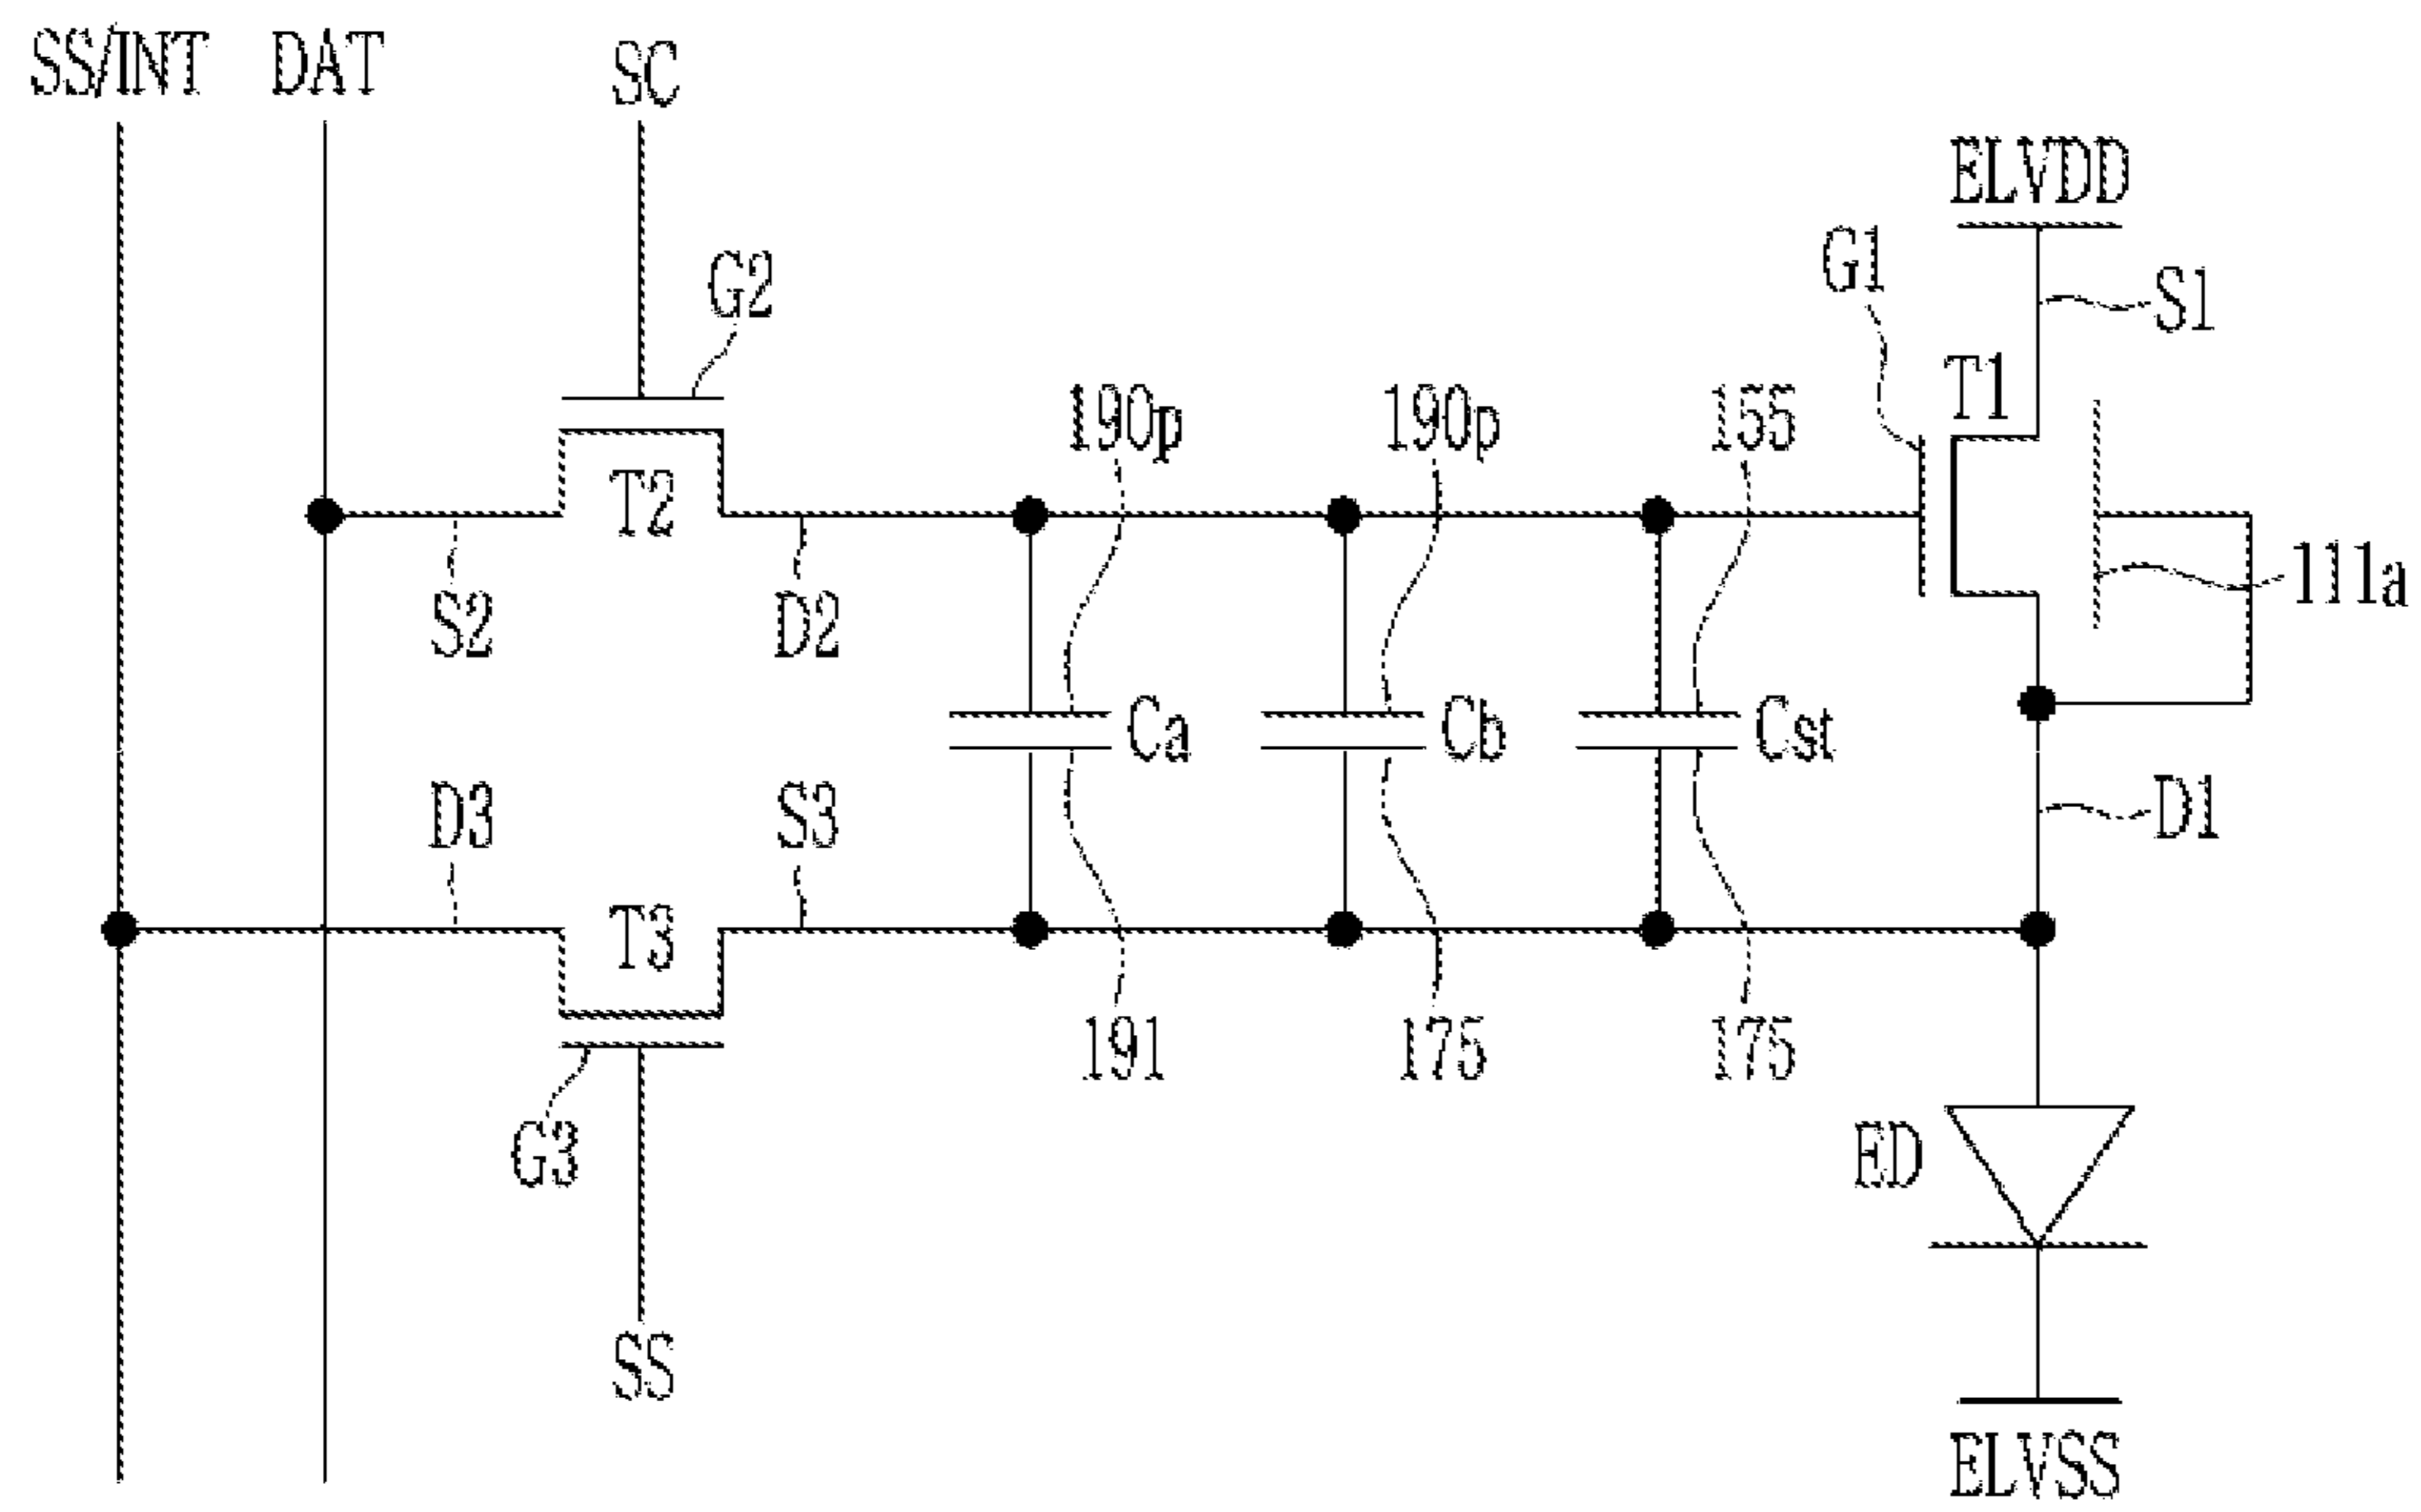 SS/INT DAT SC
ELVDD
G1
G2
S1
T1
190p 190p 155
T2
111a
S2 D2
Ca Cb Cst
D3 S3 D1
T3
191 175 175
G3 ED
SS
ELVSS